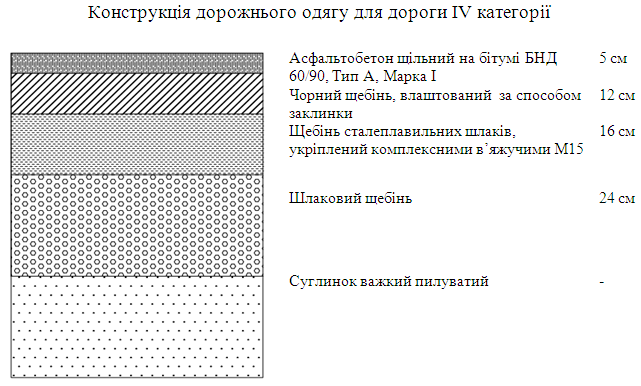 Конструкція дорожнього одягу для дороги IV категорії
Асфальтобетон щільний на бітумі БНД 5 см
60/90, Тип А, Марка I
Чорний щебінь, влаштований за способом 12 см
заклинки
Щебінь сталеплавильних шлаків, 16 см
укріплений комплексними в’яжучими М15
Шлаковий щебінь 24 см
Суглинок важкий пилуватий -